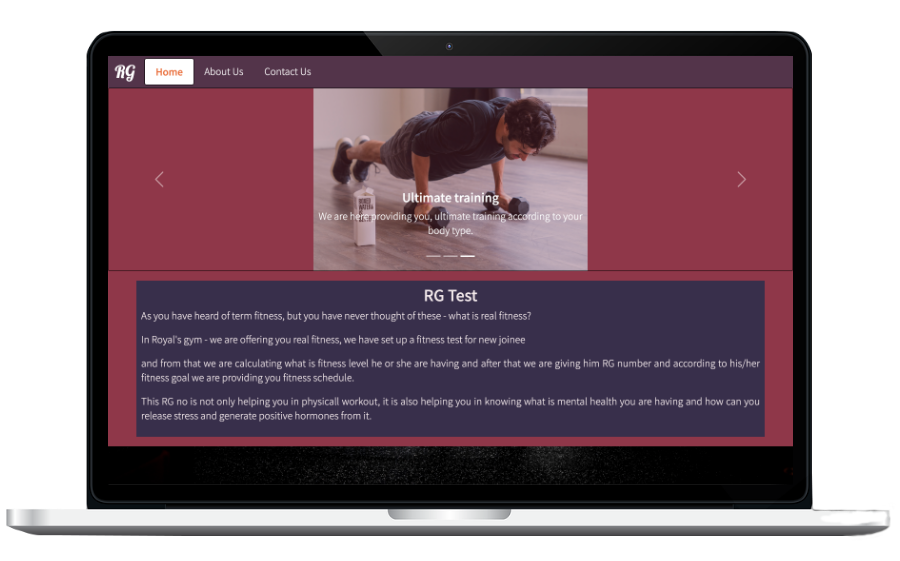 RG Home About Us Contact Us
Ultimate training
We are here providing you, ultimate training according to your
body type.
RG Test
As you have heard of term fitness, but you have never thought of these - what is real fitness?
In Royal's gym - we are offering you real fitness, we have set up a fitness test for new joinee
and from that we are calculating what is fitness level he or she are having and after that we are giving him RG number and according to his/her
fitness goal we are providing you fitness schedule.
This RG no is not only helping you in physicall workout, it is also helping you in knowing what is mental health you are having and how can you
release stress and generate positive hormones from it.